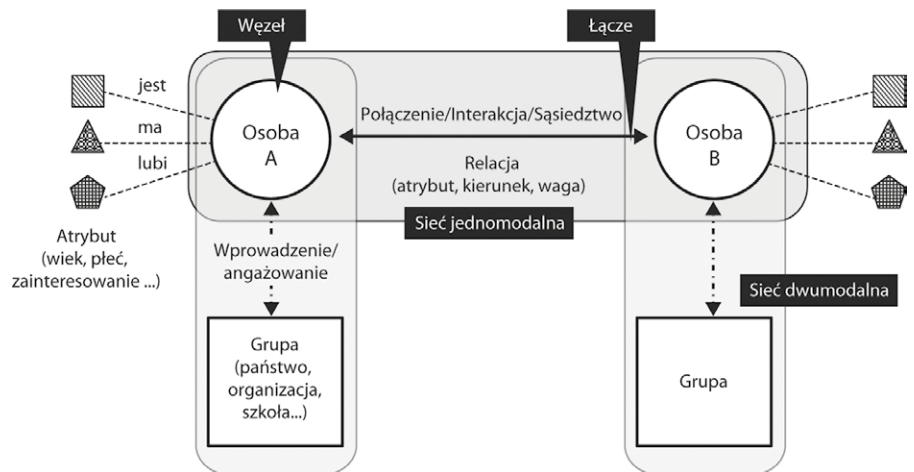 Węzeł
Łącze
jest
ma
lubi
Osoba
A
Połączenie/Interakcja/Sąsiedztwo
Osoba
B
Relacja
(atrybut, kierunek, waga)
Sieć jednomodalna
Atrybut
(wiek, płeć,
zainteresowanie ...)
Wprowadzenie/
angażowanie
Sieć dwumodalna
Grupa
(państwo,
organizacja,
szkoła...)
Grupa